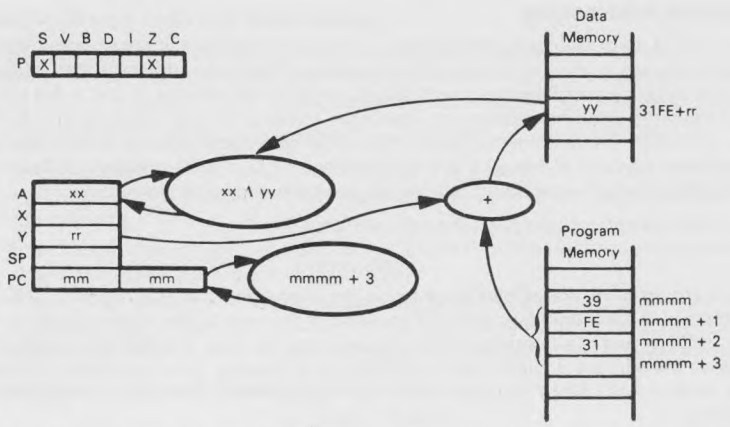 S V B D I Z C
P X X
Data
Memory
yy 31FE+rr
xx · yy
A xx
X
Y rr
SP
PC mm mm
mmmm + 3
+
Program
Memory
39 mmmm
FE mmmm + 1
31 mmmm + 2
mmmm + 3